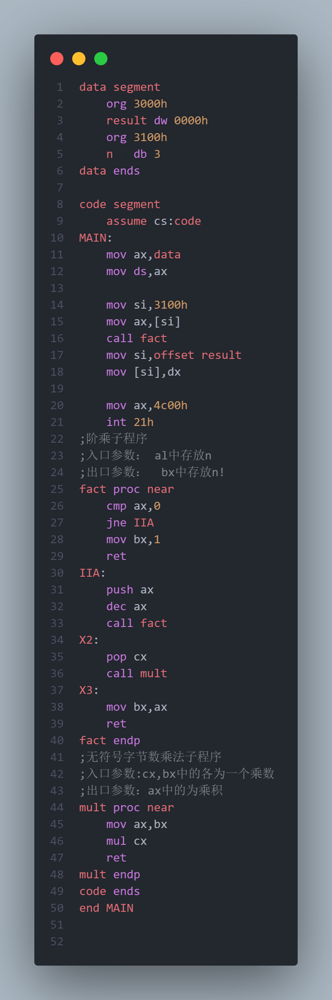 1 data segment
2     org 3000h
3     result dw 0000h
4     org 3100h
5     n   db 3
6 data ends
7
8 code segment
9     assume cs:code
10 MAIN:
11     mov ax,data
12     mov ds,ax
13
14     mov si,3100h
15     mov ax,[si]
16     call fact
17     mov si,offset result
18     mov [si],dx
19
20     mov ax,4c00h
21     int 21h
22 ;阶乘子程序
23 ;入口参数： al中存放n
24 ;出口参数：  bx中存放n!
25 fact proc near
26     cmp ax,0
27     jne IIA
28     mov bx,1
29     ret
30 IIA:
31     push ax
32     dec ax
33     call fact
34 X2:
35     pop cx
36     call mult
37 X3:
38     mov bx,ax
39     ret
40 fact endp
41 ;无符号字节数乘法子程序
42 ;入口参数:cx,bx中的各为一个乘数
43 ;出口参数：ax中的为乘积
44 mult proc near
45     mov ax,bx
46     mul cx
47     ret
48 mult endp
49 code ends
50 end MAIN
51
52